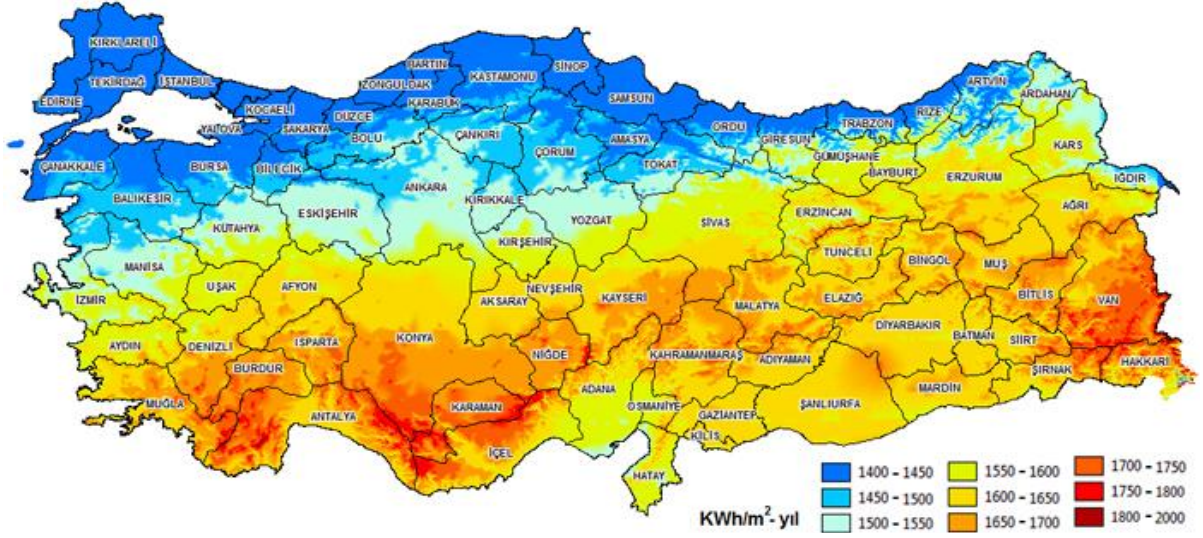 KIRKLARELİ
TEKİRDAĞ
İSTANBUL
EDİRNE
KOCAELİ
YALOVA
SAKARYA
DÜZCE
ZONGULDAK
BARTIN
KARABÜK
KASTAMONU
SİNOP
SAMSUN
ORDU
GİRESUN
TRABZON
RİZE
ARTVİN
ARDAHAN
KARS
IĞDIR
ÇANAKKALE
BALIKESİR
BURSA
BİLECİK
BOLU
ÇANKIRI
ÇORUM
AMASYA
TOKAT
GÜMÜŞHANE
BAYBURT
ERZURUM
AĞRI
KÜTAHYA
ESKİŞEHİR
ANKARA
KIRIKKALE
YOZGAT
SİVAS
ERZİNCAN
MANİSA
İZMİR
UŞAK
AFYON
KIRŞEHİR
NEVŞEHİR
AKSARAY
KAYSERİ
MALATYA
TUNCELİ
ELAZIĞ
BİNGÖL
MUŞ
BİTLİS
VAN
AYDIN
DENİZLİ
ISPARTA
BURDUR
KONYA
NİĞDE
KAHRAMANMARAŞ
ADIYAMAN
DİYARBAKIR
BATMAN
SİİRT
ŞIRNAK
HAKKARİ
MUĞLA
ANTALYA
KARAMAN
İÇEL
ADANA
OSMANİYE
GAZİANTEP
KİLİS
ŞANLIURFA
MARDİN
HATAY
KWh/m²- yıl
1400 - 1450
1450 - 1500
1500 - 1550
1550 - 1600
1600 - 1650
1650 - 1700
1700 - 1750
1750 - 1800
1800 - 2000